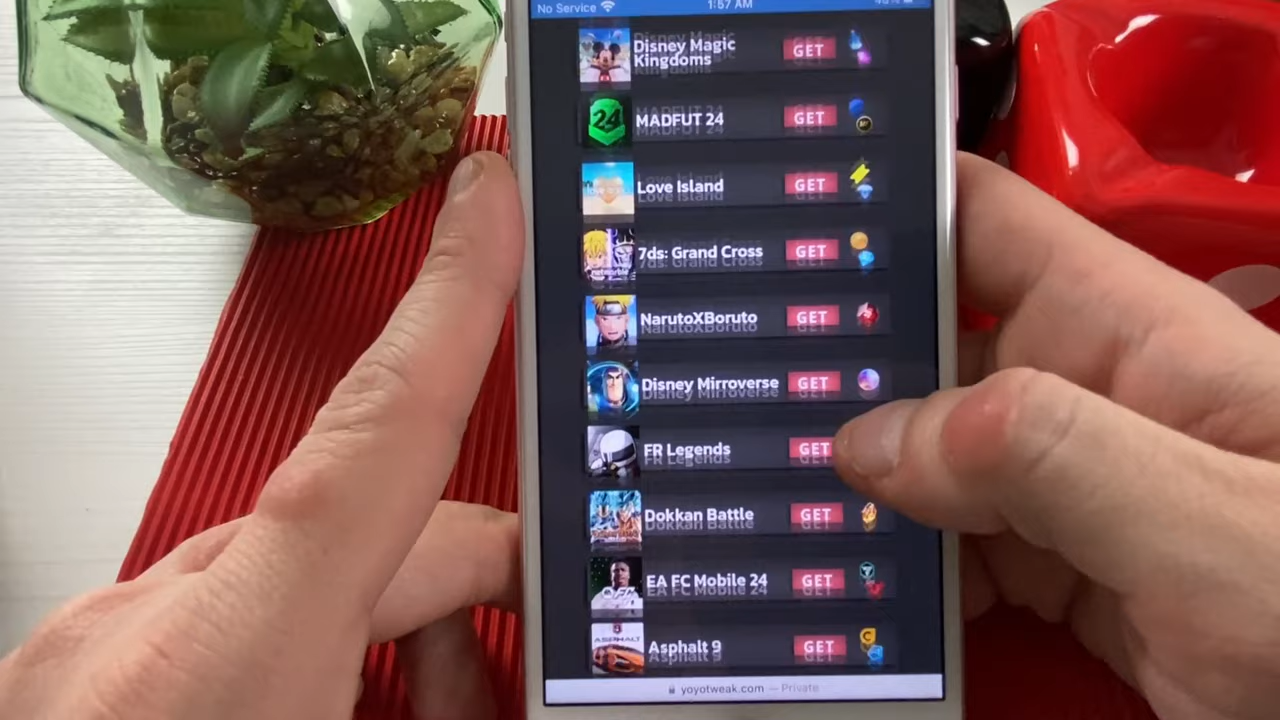 No Service
1:57 AM
Disney Magic
Kingdoms
GET
MADFUT 24
GET
Love Island
GET
7ds: Grand Cross
GET
NarutoXBoruto
GET
Disney Mirroverse
GET
FR Legends
GET
Dokkan Battle
GET
EA FC Mobile 24
GET
ASPHALT
Asphalt 9
GET
yoyotweak.com — Private